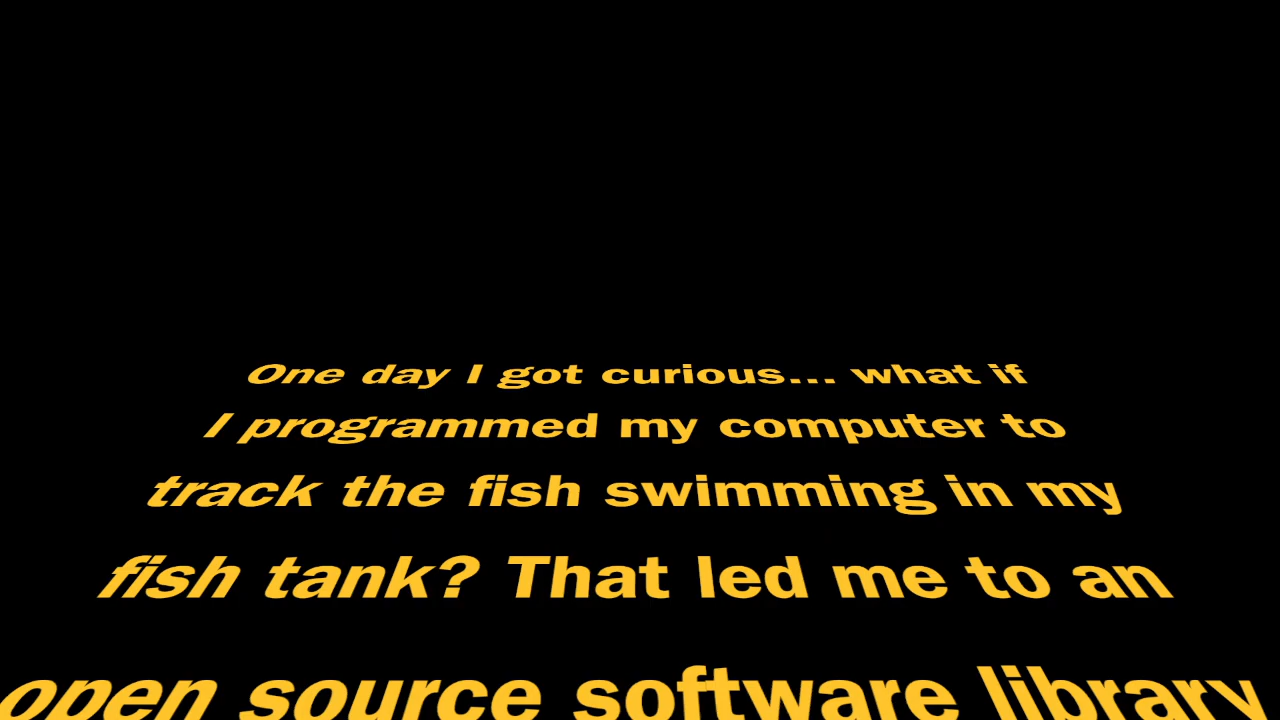 One day I got curious... what if
I programmed my computer to
track the fish swimming in my
fish tank? That led me to an
open source software library